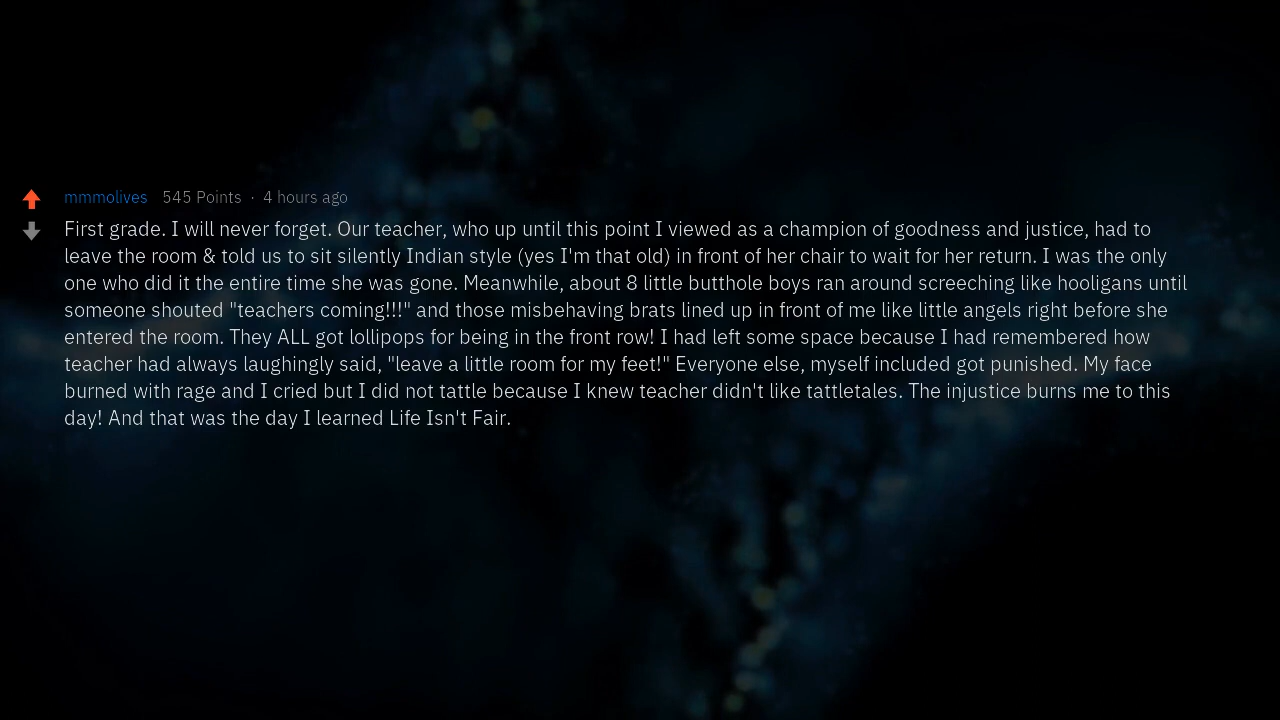 mmmolives 545 Points · 4 hours ago
First grade. I will never forget. Our teacher, who up until this point I viewed as a champion of goodness and justice, had to
leave the room & told us to sit silently Indian style (yes I'm that old) in front of her chair to wait for her return. I was the only
one who did it the entire time she was gone. Meanwhile, about 8 little butthole boys ran around screeching like hooligans until
someone shouted "teachers coming!!!" and those misbehaving brats lined up in front of me like little angels right before she
entered the room. They ALL got lollipops for being in the front row! I had left some space because I had remembered how
teacher had always laughingly said, "leave a little room for my feet!" Everyone else, myself included got punished. My face
burned with rage and I cried but I did not tattle because I knew teacher didn't like tattletales. The injustice burns me to this
day! And that was the day I learned Life Isn't Fair.